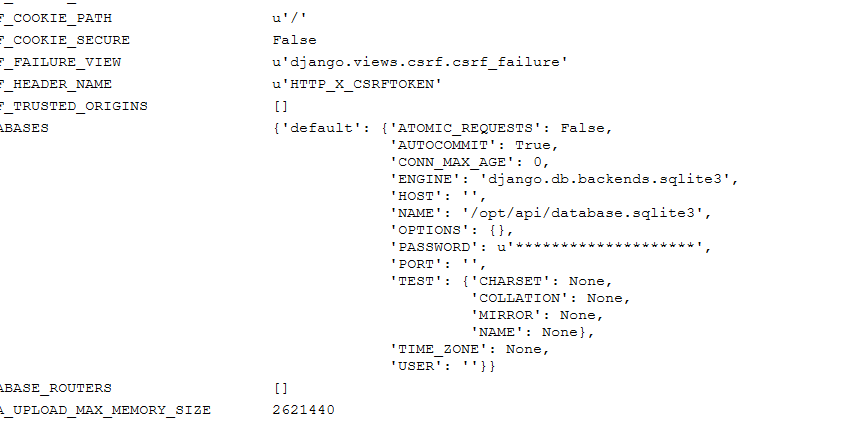 F_COOKIE_PATH u'/'
F_COOKIE_SECURE False
F_FAILURE_VIEW u'django.views.csrf.csrf_failure'
F_HEADER_NAME u'HTTP_X_CSRFTOKEN'
F_TRUSTED_ORIGINS []
ABASES {'default': {'ATOMIC_REQUESTS': False,
'AUTOCOMMIT': True,
'CONN_MAX_AGE': 0,
'ENGINE': 'django.db.backends.sqlite3',
'HOST': '',
'NAME': '/opt/api/database.sqlite3',
'OPTIONS': {},
'PASSWORD': u'********************',
'PORT': '',
'TEST': {'CHARSET': None,
'COLLATION': None,
'MIRROR': None,
'NAME': None},
'TIME_ZONE': None,
'USER': ''}}
ABASE_ROUTERS []
A_UPLOAD_MAX_MEMORY_SIZE 2621440